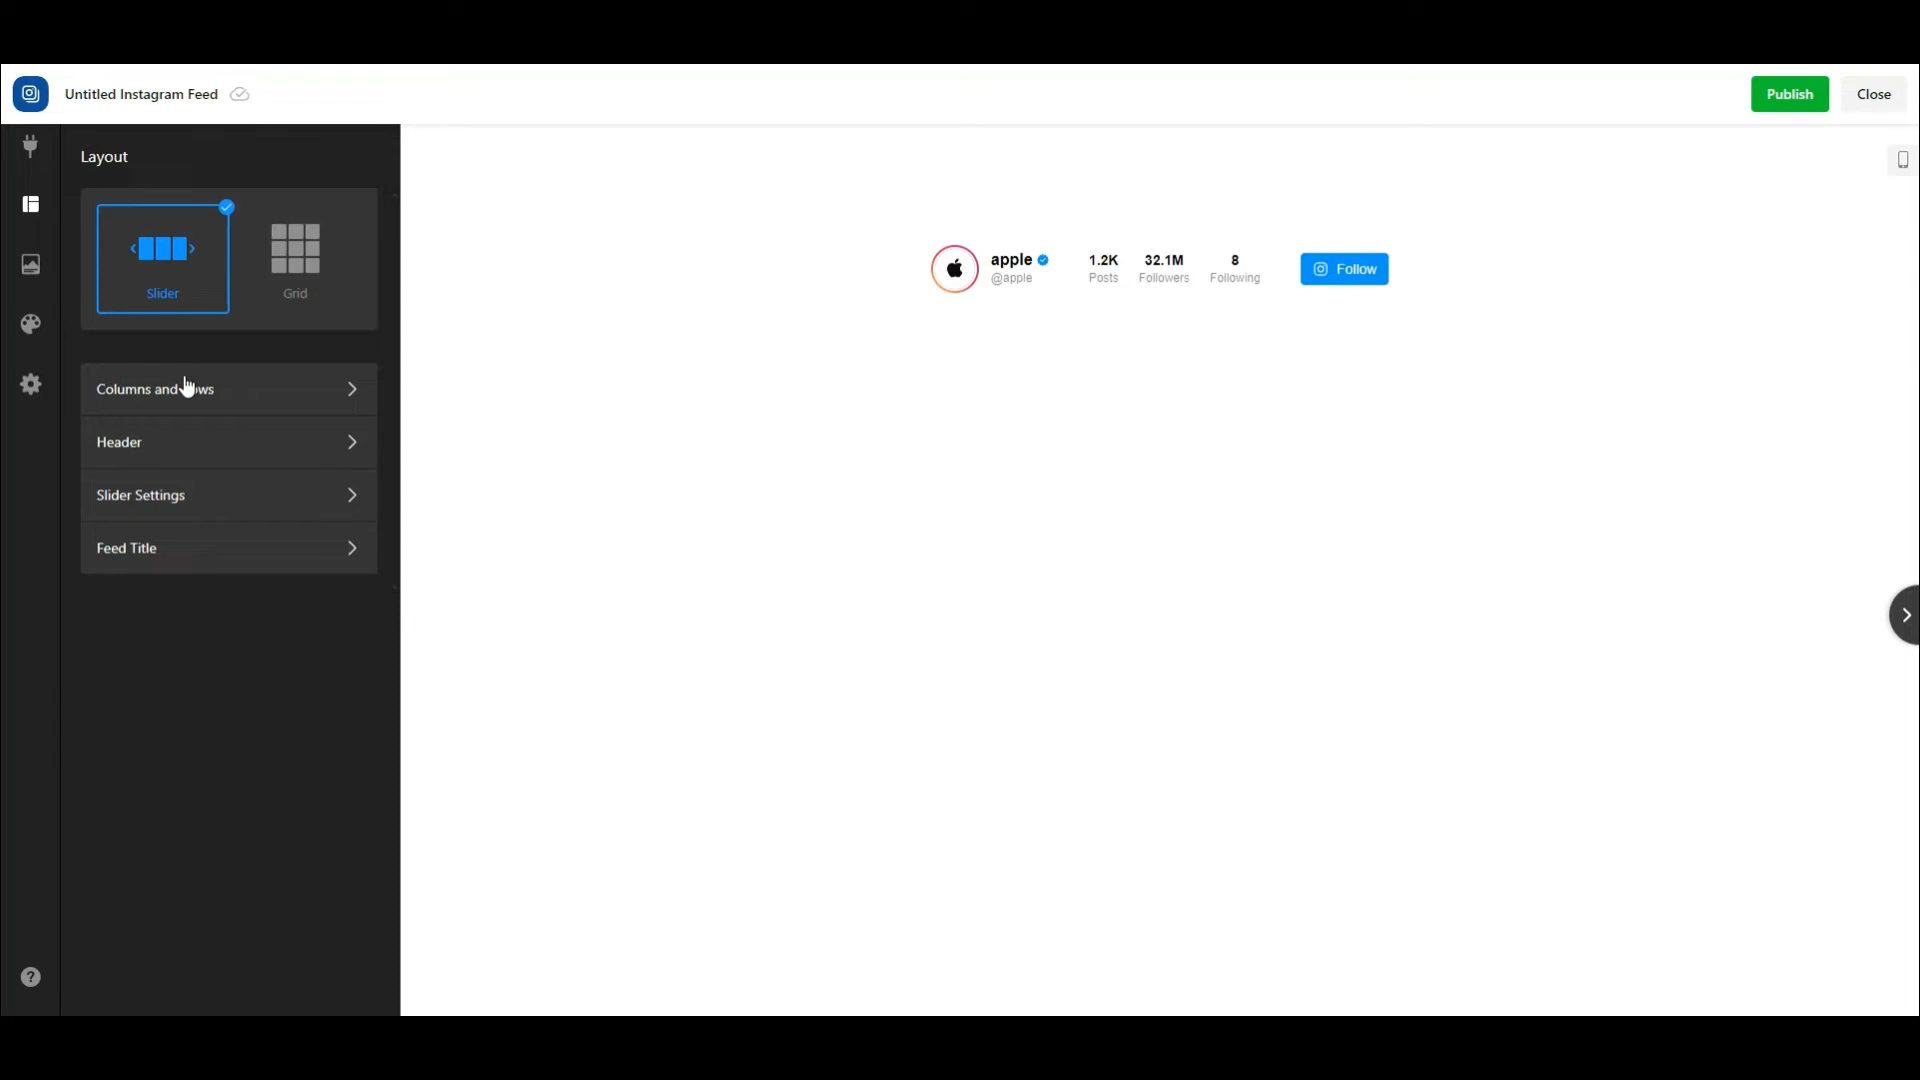 Untitled Instagram Feed
Publish
Close
Layout
Slider
Grid
Columns and
Header
Slider Settings
Feed Title
apple
@apple
1.2K
Posts
32.1M
Followers
8
Following
Follow
?